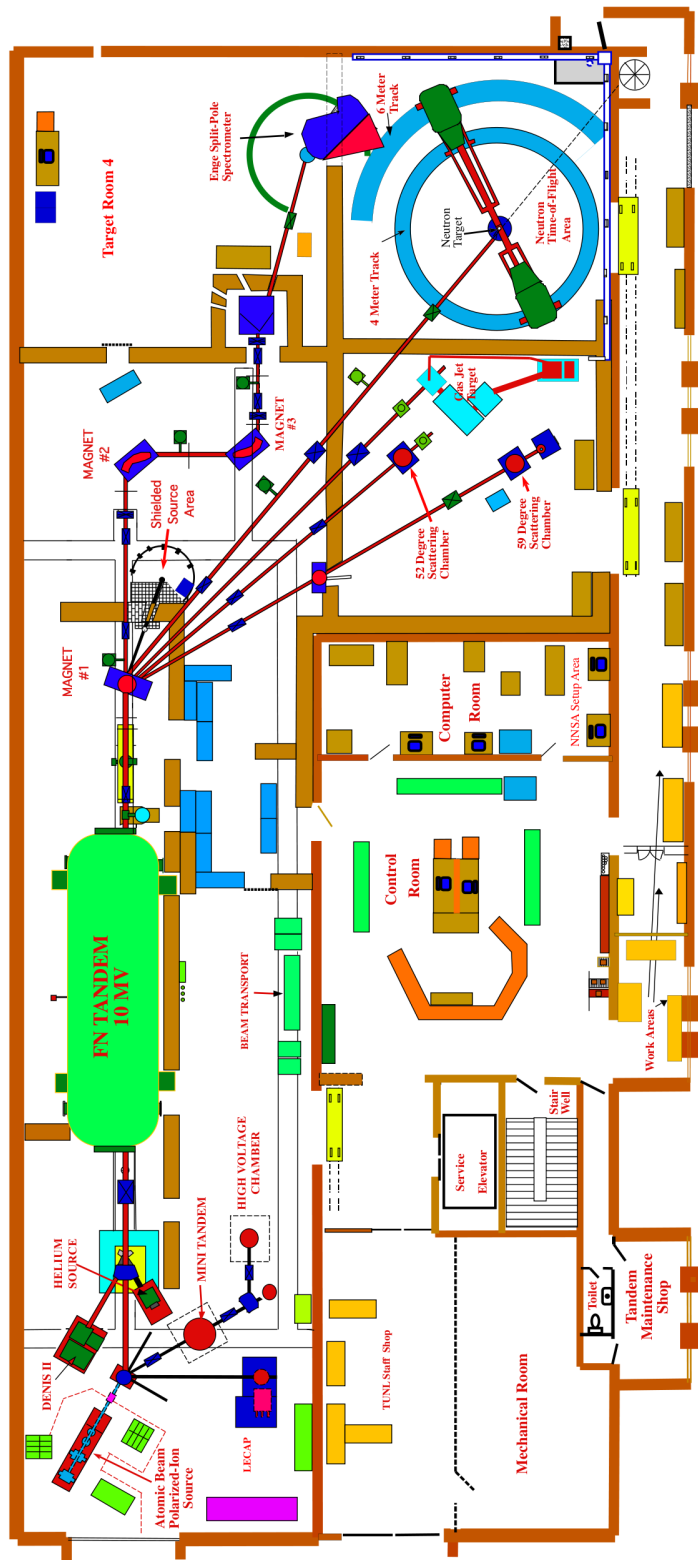 Target Room 4
Enge Split-Pole
Spectrometer
6 Meter
Track
Neutron
Target
Neutron
Time-of-Flight
Area
4 Meter Track
Gas Jet
Target
MAGNET
#3
MAGNET
#2
Shielded
Source
Area
52 Degree
Scattering
Chamber
59 Degree
Scattering
Chamber
MAGNET
#1
Computer
Room
NNSA Setup Area
Control
Room
FN TANDEM
10 MV
BEAM TRANSPORT
Work Areas
Stair
Well
Service
Elevator
HIGH VOLTAGE
CHAMBER
MINI TANDEM
HELIUM
SOURCE
DENIS II
LECAP
Atomic Beam
Polarized-Ion
Source
TUNL Staff Shop
Mechanical Room
Toilet
Tandem
Maintenance
Shop